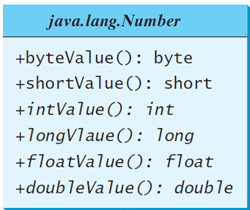 java.lang.Number
+byteValue(): byte
+shortValue(): short
+intValue(): int
+longVlaue(): long
+floatValue(): float
+doubleValue(): double